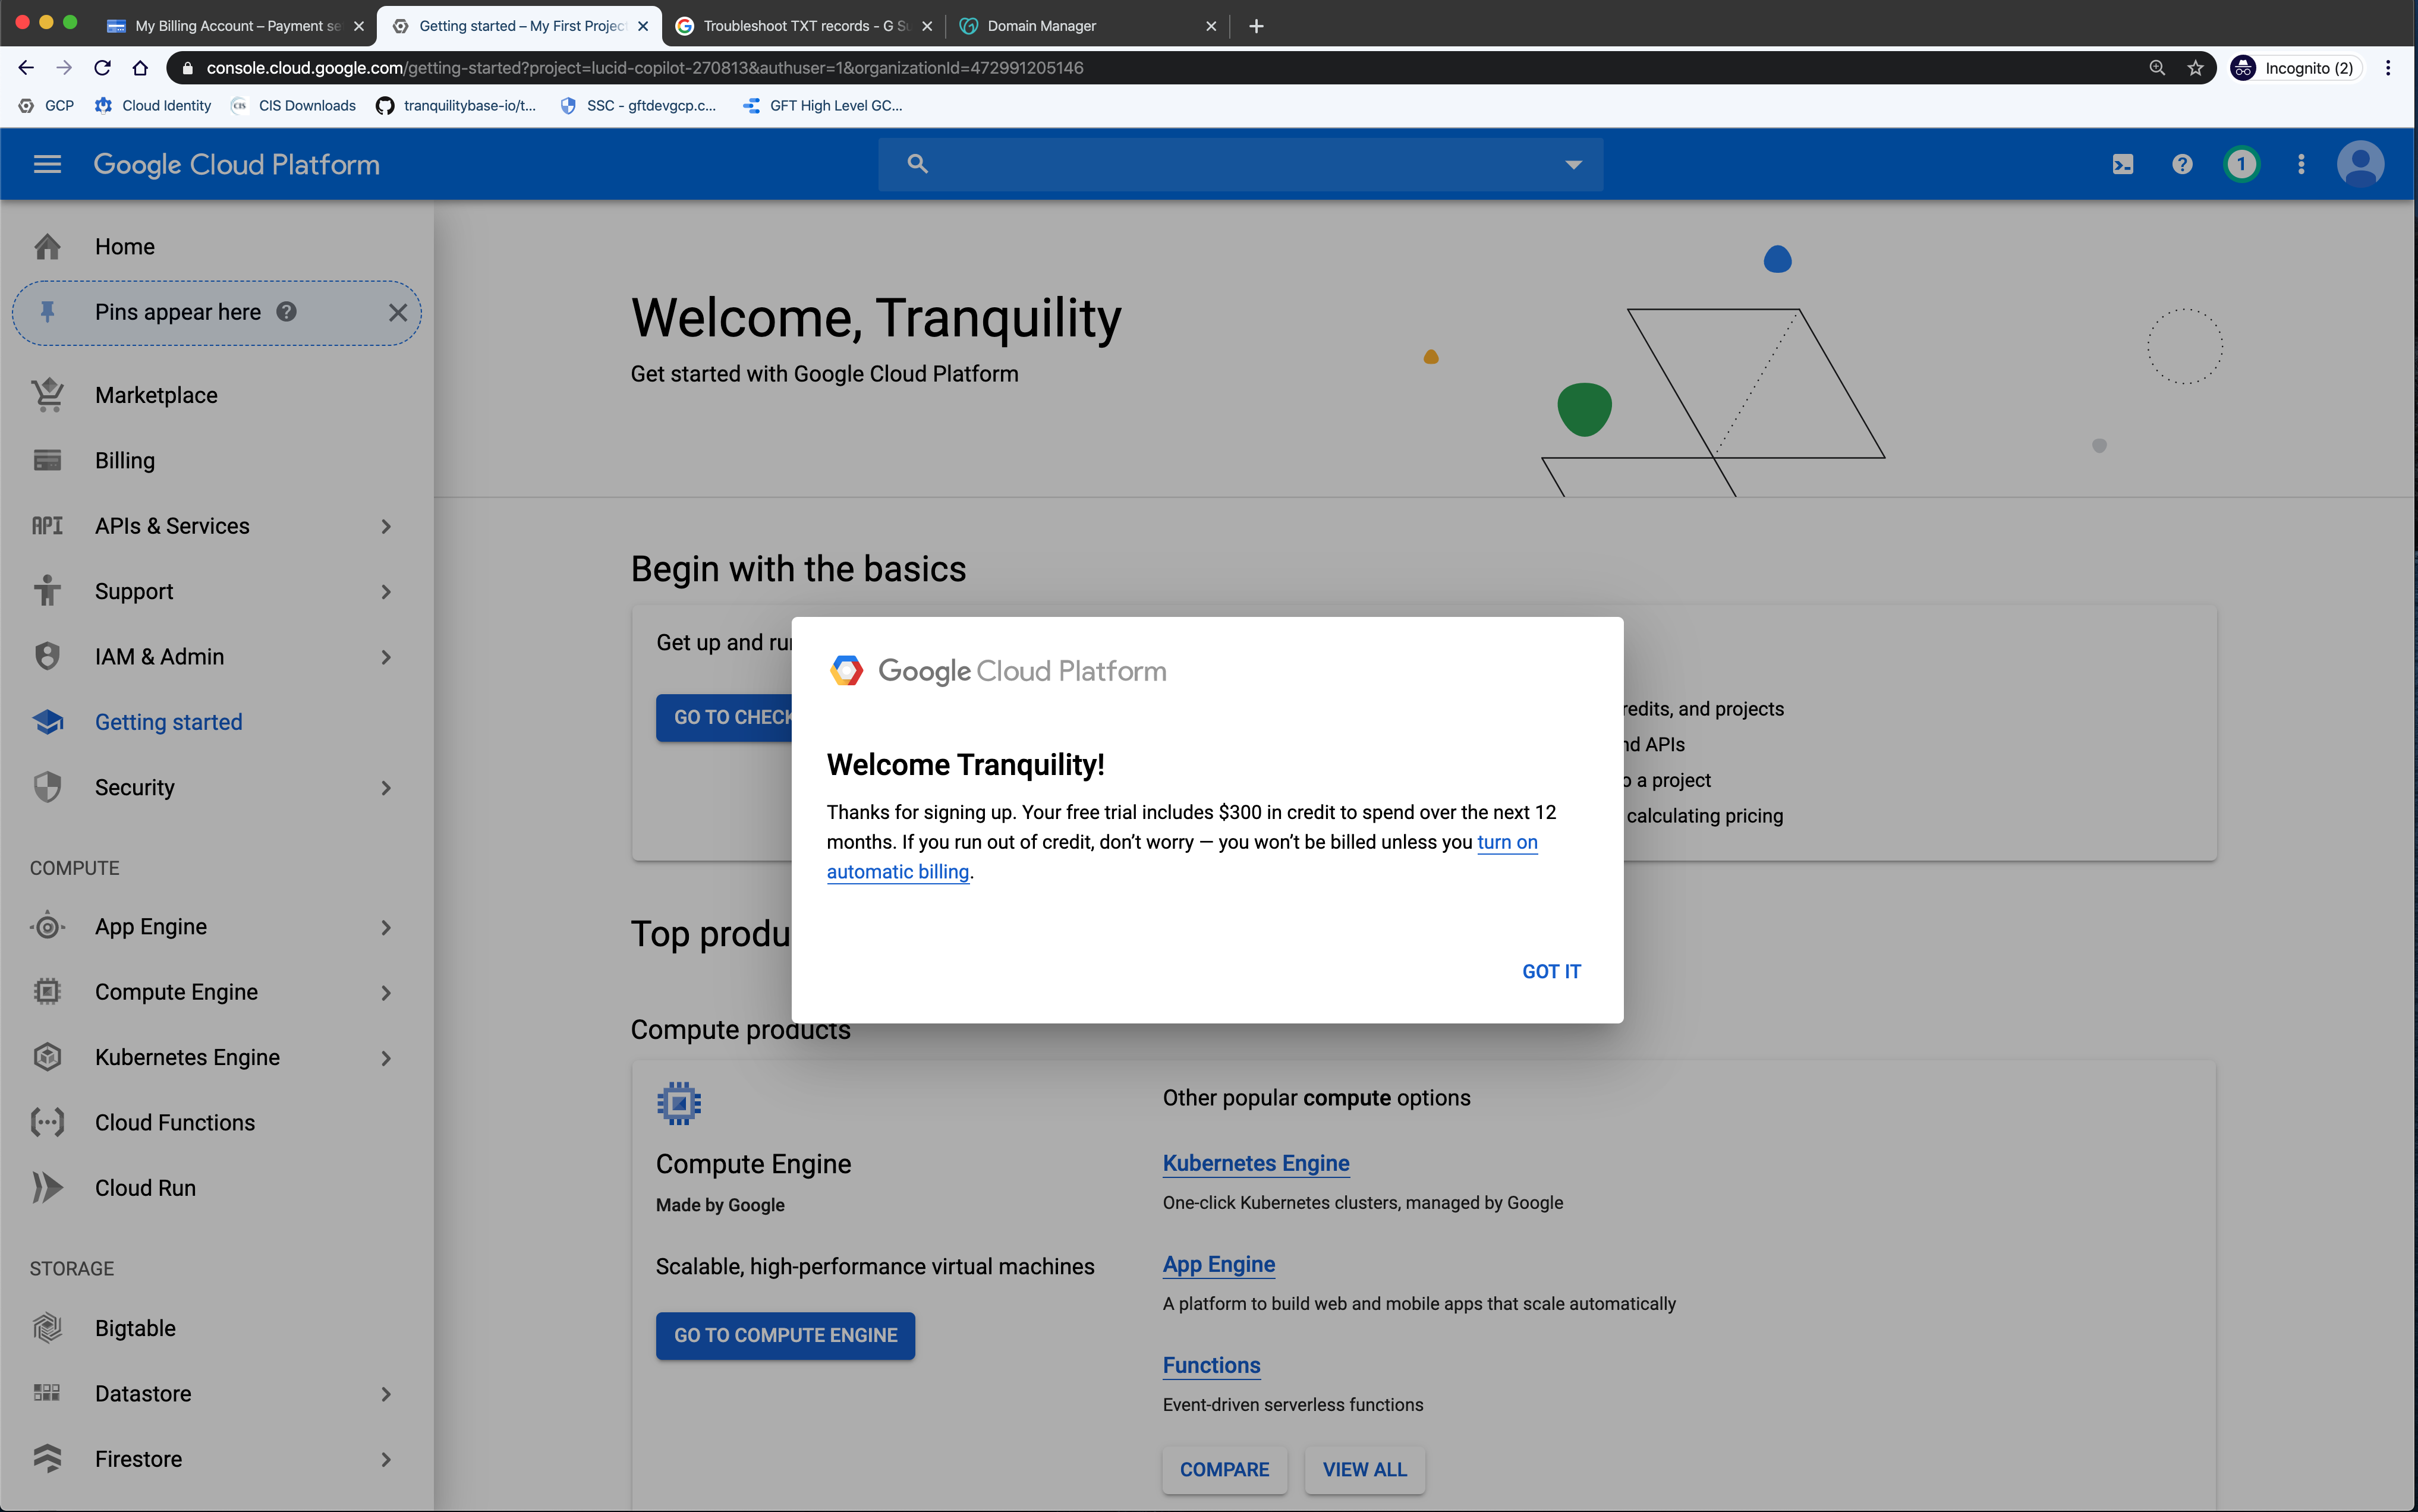 My Billing Account – Payment se
Getting started – My First Project
Troubleshoot TXT records - G Su
Domain Manager
console.cloud.google.com/getting-started?project=lucid-copilot-270813&authuser=1&organizationId=472991205146
Incognito (2)
GCP
Cloud Identity
CIS
CIS Downloads
tranquilitybase-io/t...
SSC - gftdevgcp.c...
GFT High Level GC...
Google Cloud Platform
1
Home
Pins appear here
Marketplace
Billing
API
APIs & Services
Support
IAM & Admin
Getting started
Security
COMPUTE
App Engine
Compute Engine
Kubernetes Engine
Cloud Functions
Cloud Run
STORAGE
Bigtable
Datastore
Firestore
Welcome, Tranquility
Get started with Google Cloud Platform
Begin with the basics
Get up and ru
GO TO CHECK
redits, and projects
nd APIs
o a project
calculating pricing
Google Cloud Platform
Welcome Tranquility!
Thanks for signing up. Your free trial includes $300 in credit to spend over the next 12
months. If you run out of credit, don’t worry — you won’t be billed unless you turn on
automatic billing.
GOT IT
Top produ
Compute products
Compute Engine
Made by Google
Scalable, high-performance virtual machines
GO TO COMPUTE ENGINE
Other popular compute options
Kubernetes Engine
One-click Kubernetes clusters, managed by Google
App Engine
A platform to build web and mobile apps that scale automatically
Functions
Event-driven serverless functions
COMPARE
VIEW ALL